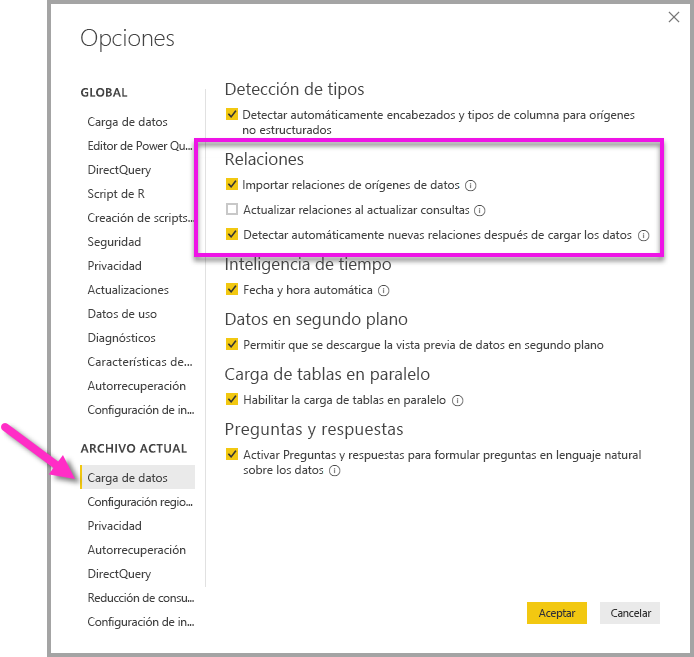 Opciones
GLOBAL
Carga de datos
Editor de Power Qu...
DirectQuery
Script de R
Creación de scripts...
Seguridad
Privacidad
Actualizaciones
Datos de uso
Diagnósticos
Características de...
Autorrecuperación
Configuración de in...
ARCHIVO ACTUAL
Carga de datos
Configuración regio...
Privacidad
Autorrecuperación
DirectQuery
Reducción de consu...
Configuración de in...
Detección de tipos
Detectar automáticamente encabezados y tipos de columna para orígenes
no estructurados
Relaciones
Importar relaciones de orígenes de datos
Actualizar relaciones al actualizar consultas
Detectar automáticamente nuevas relaciones después de cargar los datos
Inteligencia de tiempo
Fecha y hora automática
Datos en segundo plano
Permitir que se descargue la vista previa de datos en segundo plano
Carga de tablas en paralelo
Habilitar la carga de tablas en paralelo
Preguntas y respuestas
Activar Preguntas y respuestas para formular preguntas en lenguaje natural
sobre los datos
Aceptar
Cancelar